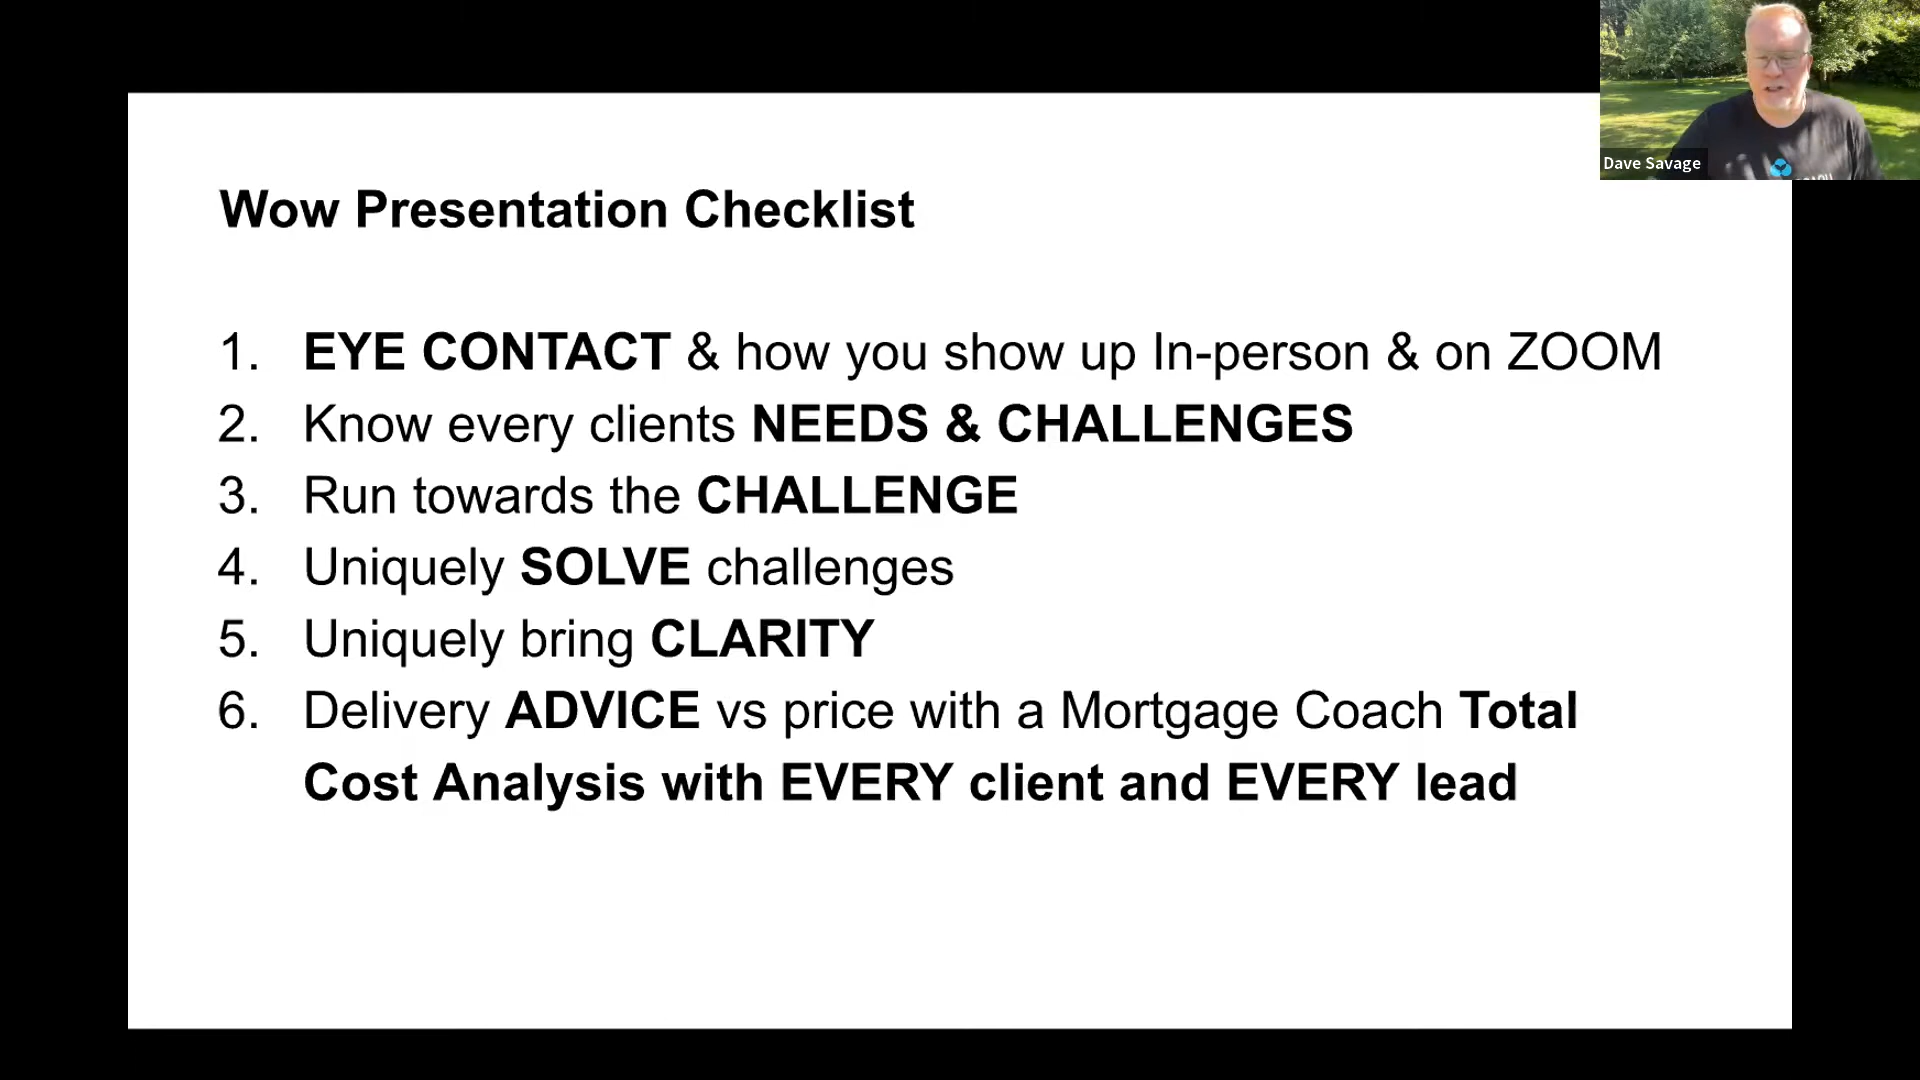 Dave Savage
Wow Presentation Checklist
1. EYE CONTACT & how you show up In-person & on ZOOM
2. Know every clients NEEDS & CHALLENGES
3. Run towards the CHALLENGE
4. Uniquely SOLVE challenges
5. Uniquely bring CLARITY
6. Delivery ADVICE vs price with a Mortgage Coach Total
Cost Analysis with EVERY client and EVERY lead